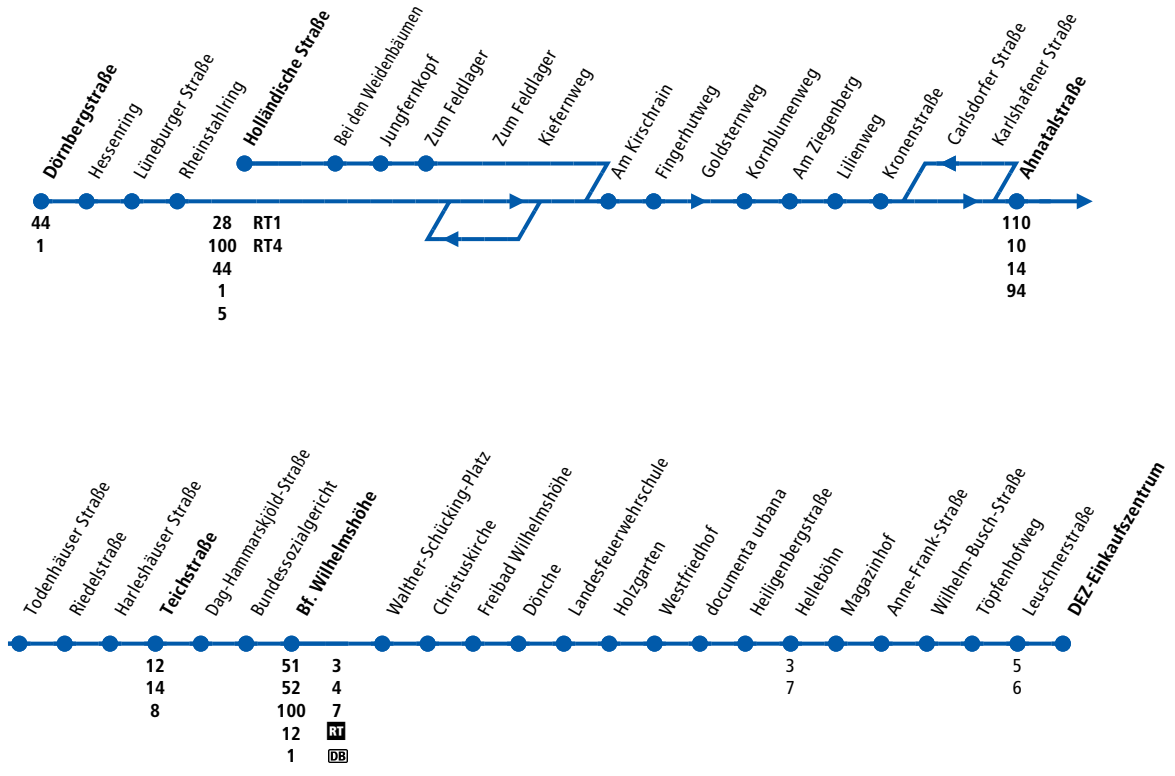 Dörnbergstraße
Hessenring
Lüneburger Straße
Rheinstahlring
Holländische Straße
Bei den Weidenbäumen
Jungfernkopf
Zum Feldlager
Zum Feldlager
Kiefernweg
Am Kirschrain
Fingerhutweg
Goldsternweg
Kornblumenweg
Am Ziegenberg
Lilienweg
Kronenstraße
Carlsdorfer Straße
Karlshafener Straße
Ahnatalstraße
44
1
28 RT1
100 RT4
44
1
5
110
10
14
94
Todenhäuser Straße
Riedelstraße
Harleshäuser Straße
Teichstraße
Dag-Hammarskjöld-Straße
Bundessozialgericht
Bf. Wilhelmshöhe
Walther-Schücking-Platz
Christuskirche
Freibad Wilhelmshöhe
Dönche
Landesfeuerwehrschule
Holzgarten
Westfriedhof
documenta urbana
Heiligenbergstraße
Helleböhn
Magazinhof
Anne-Frank-Straße
Wilhelm-Busch-Straße
Töpfenhofweg
Leuschnerstraße
DEZ-Einkaufszentrum
12
14
8
51 3
52 4
100 7
12 RT
1 DB
3
7
5
6